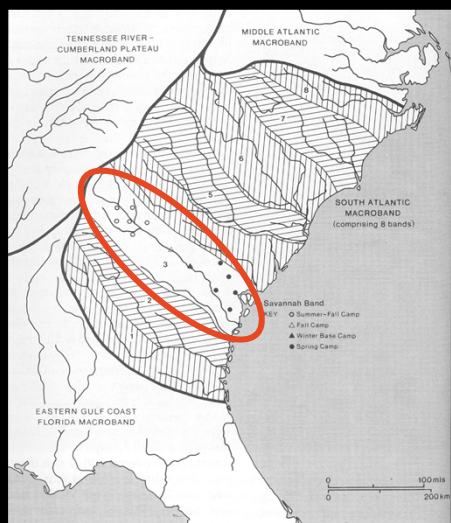 TENNESSEE RIVER -
CUMBERLAND PLATEAU
MACROBAND
MIDDLE ATLANTIC
MACROBAND
8
7
6
5
SOUTH ATLANTIC
MACROBAND
(comprising 8 bands)
3
2
1
Savannah Band
KEY
Summer-Fall Camp
Fall Camp
Winter Base Camp
Spring Camp
EASTERN GULF COAST
FLORIDA MACROBAND
0 100 mls
0 200 km